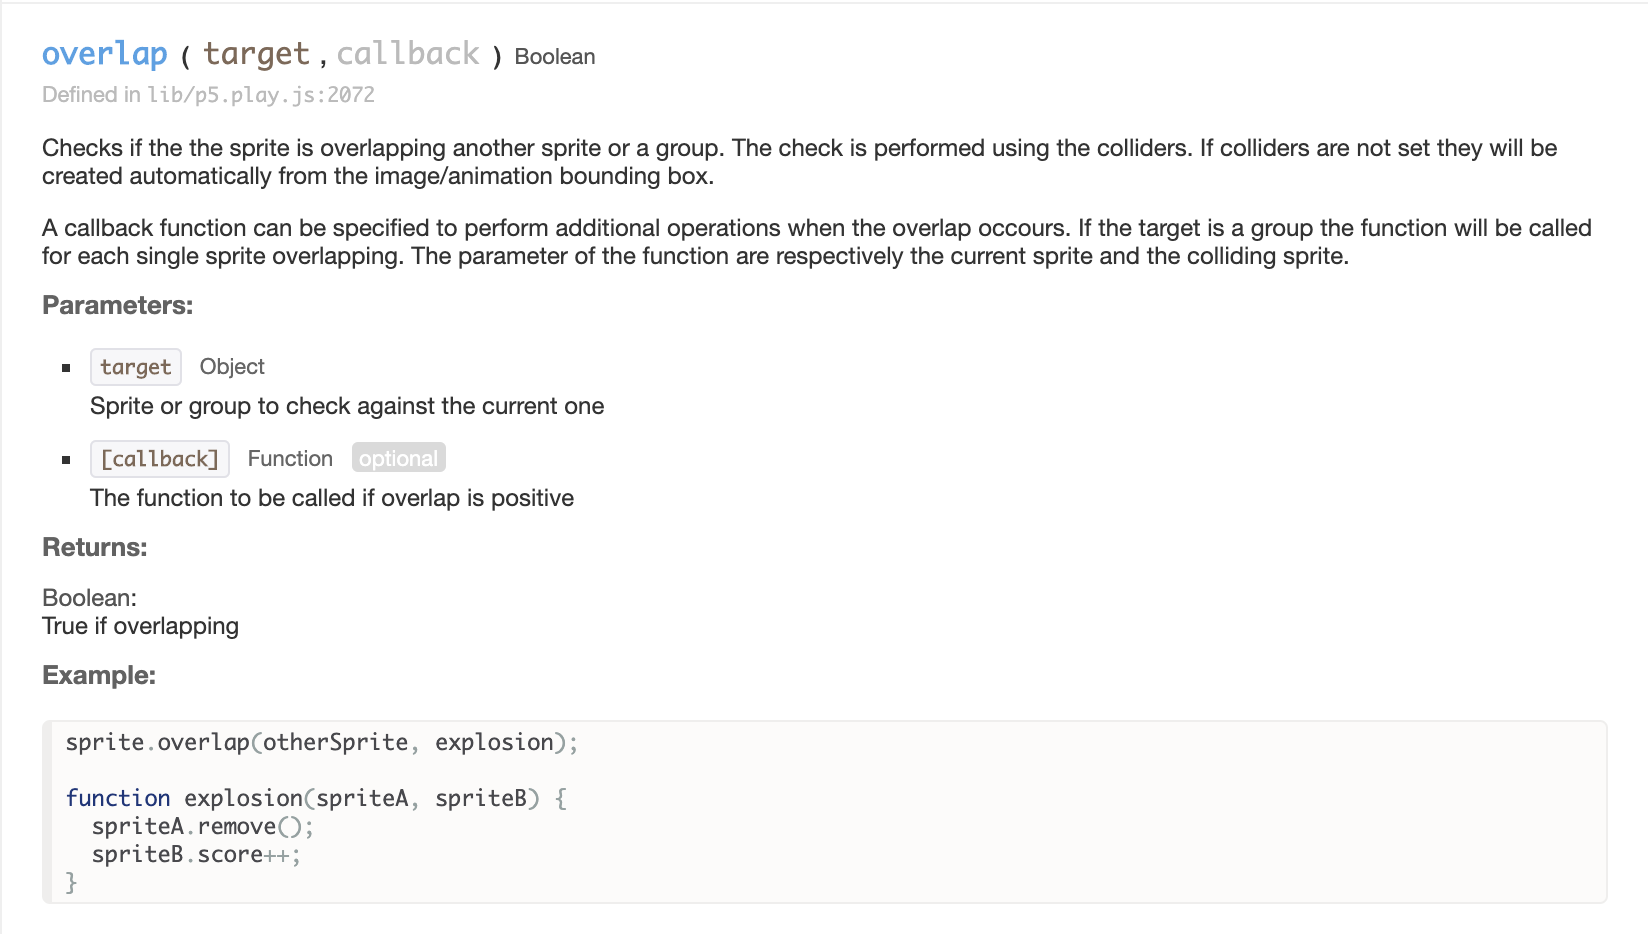 overlap ( target , callback ) Boolean
Defined in lib/p5.play.js:2072
Checks if the the sprite is overlapping another sprite or a group. The check is performed using the colliders. If colliders are not set they will be
created automatically from the image/animation bounding box.
A callback function can be specified to perform additional operations when the overlap occours. If the target is a group the function will be called
for each single sprite overlapping. The parameter of the function are respectively the current sprite and the colliding sprite.
Parameters:
▪ target Object
Sprite or group to check against the current one
▪ [callback] Function optional
The function to be called if overlap is positive
Returns:
Boolean:
True if overlapping
Example:
sprite.overlap(otherSprite, explosion);
function explosion(spriteA, spriteB) {
  spriteA.remove();
  spriteB.score++;
}